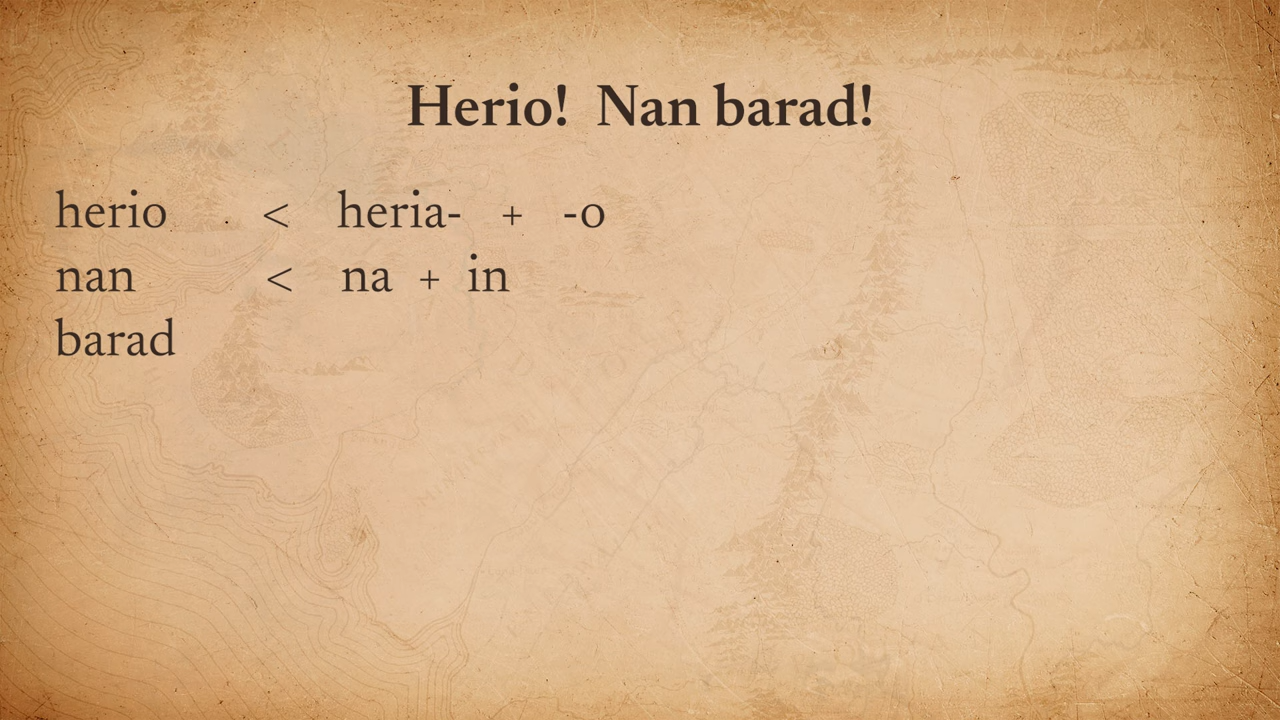 Herio! Nan barad!
herio < heria- + -o
nan < na + in
barad